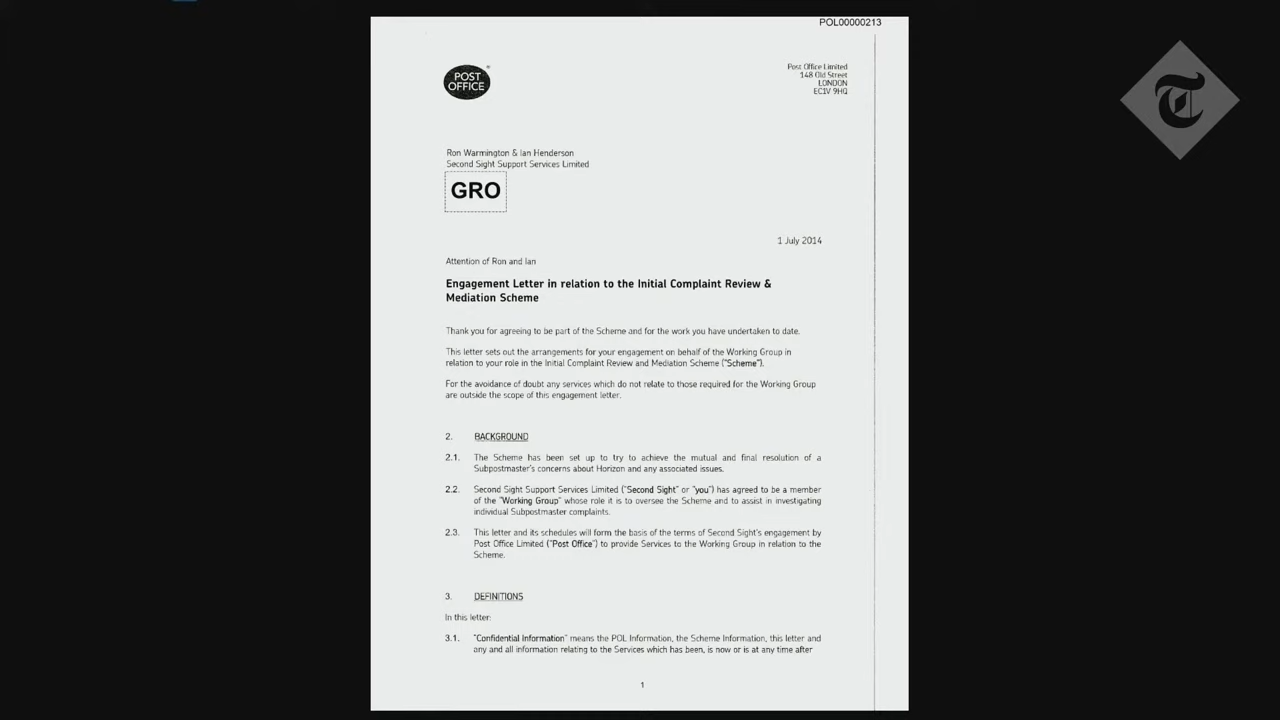 POL00000213
POST
OFFICE
Post Office Limited
148 Old Street
LONDON
EC1V 9HQ
Ron Warmington & Ian Henderson
Second Sight Support Services Limited
GRO
1 July 2014
Attention of Ron and Ian
Engagement Letter in relation to the Initial Complaint Review &
Mediation Scheme
Thank you for agreeing to be part of the Scheme and for the work you have undertaken to date.
This letter sets out the arrangements for your engagement on behalf of the Working Group in
relation to your role in the Initial Complaint Review and Mediation Scheme ("Scheme").
For the avoidance of doubt any services which do not relate to those required for the Working Group
are outside the scope of this engagement letter.
2. BACKGROUND
2.1. The Scheme has been set up to try to achieve the mutual and final resolution of a
Subpostmaster's concerns about Horizon and any associated issues.
2.2. Second Sight Support Services Limited ("Second Sight" or "you") has agreed to be a member
of the "Working Group" whose role it is to oversee the Scheme and to assist in investigating
individual Subpostmaster complaints.
2.3. This letter and its schedules will form the basis of the terms of Second Sight's engagement by
Post Office Limited ("Post Office") to provide Services to the Working Group in relation to the
Scheme.
3. DEFINITIONS
In this letter:
3.1. "Confidential Information" means the POL Information, the Scheme Information, this letter and
any and all information relating to the Services which has been, is now or is at any time after
1
T